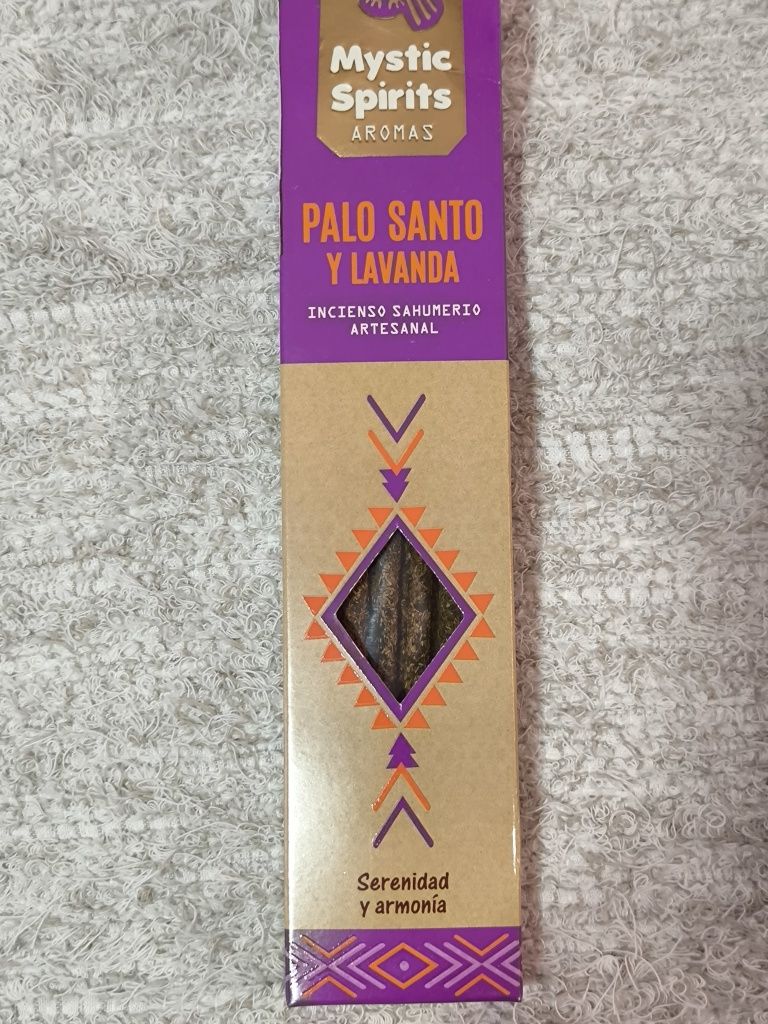 Mystic
Spirits
AROMAS
PALO SANTO
Y LAVANDA
INCIENSO SAHUMERIO
ARTESANAL
Serenidad
y armonía